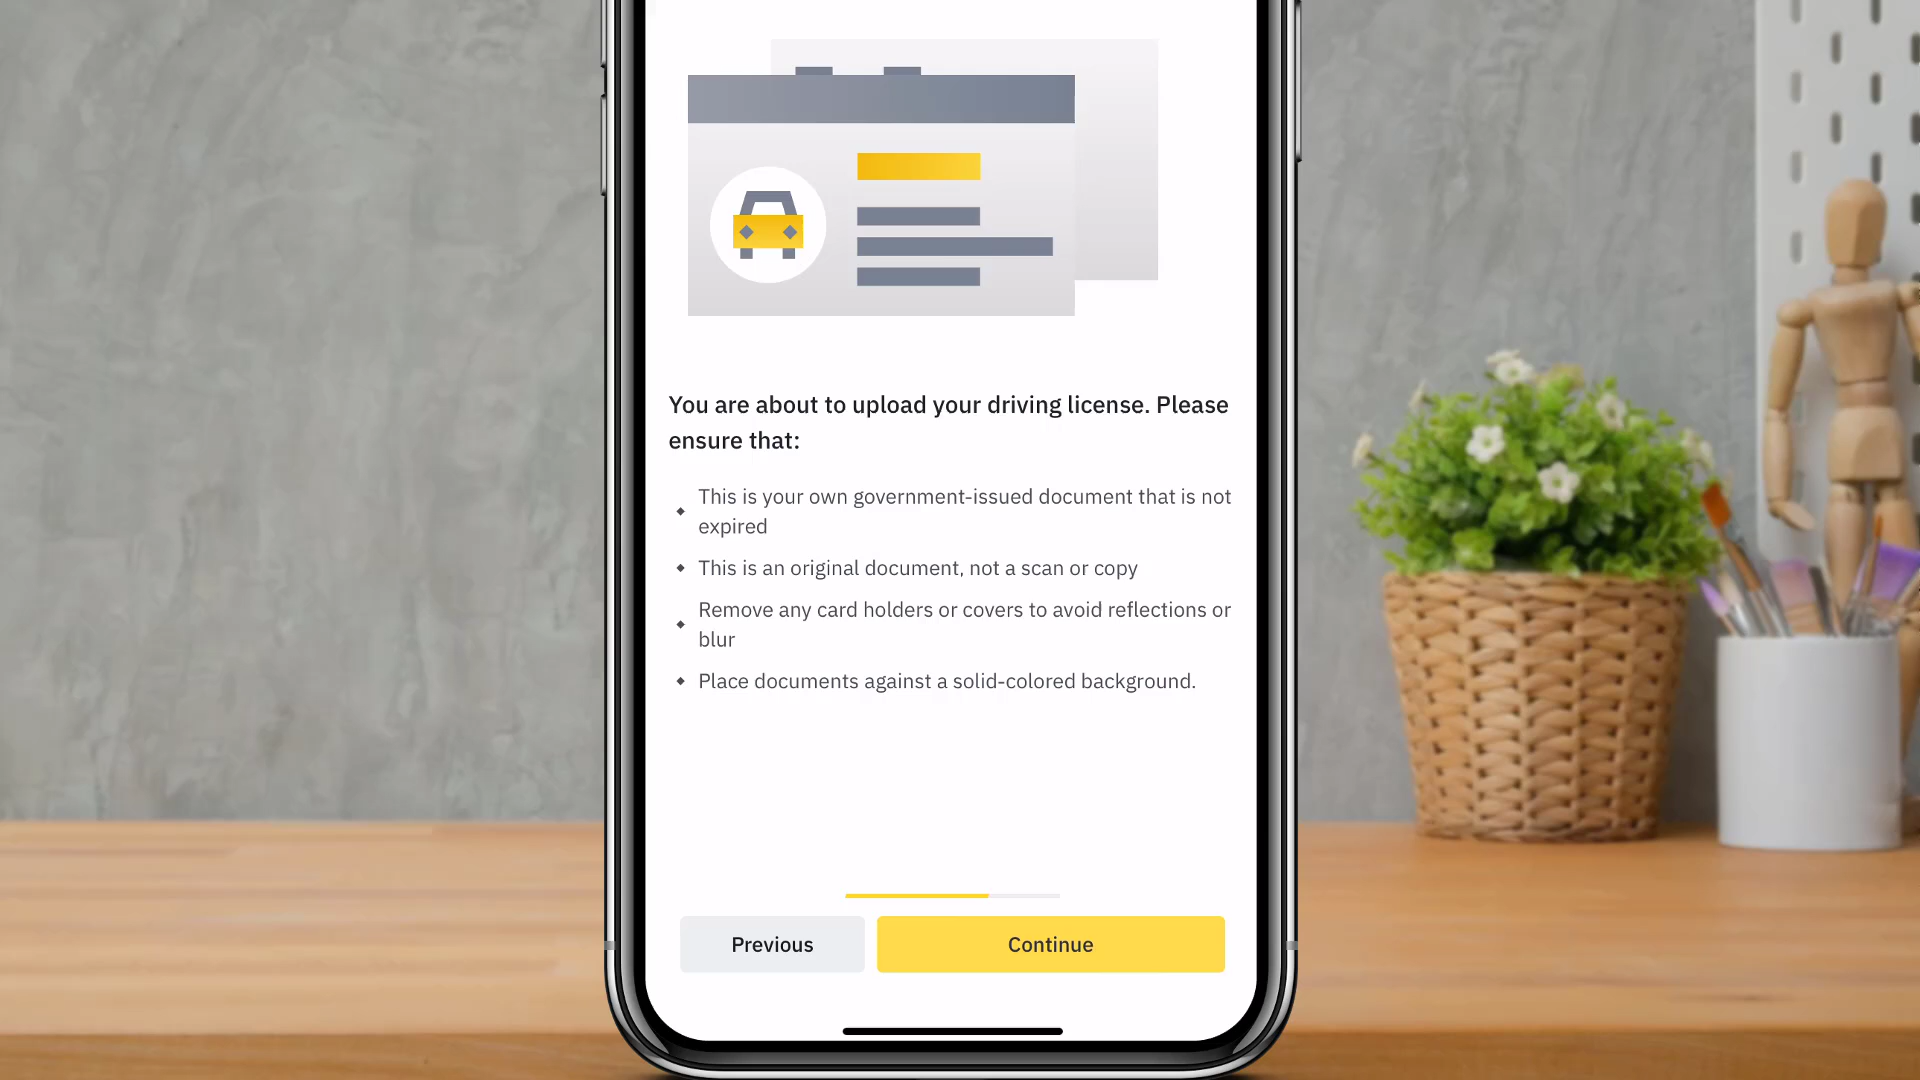 You are about to upload your driving license. Please
ensure that:
This is your own government-issued document that is not
expired
This is an original document, not a scan or copy
Remove any card holders or covers to avoid reflections or
blur
Place documents against a solid-colored background.
Previous
Continue